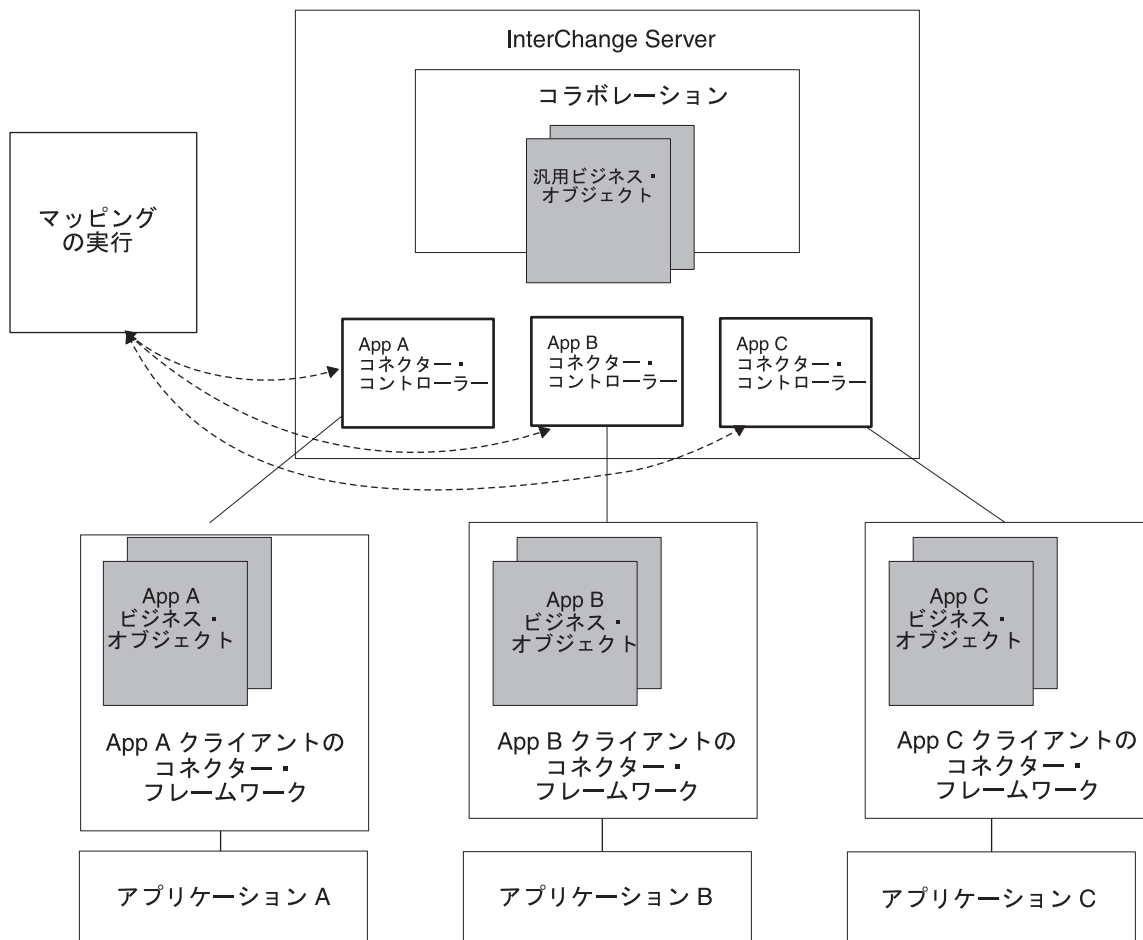 InterChange Server
コラボレーション
汎用ビジネス・
オブジェクト
マッピング
の実行
App A
コネクター・
コントローラー
App B
コネクター・
コントローラー
App C
コネクター・
コントローラー
App A
ビジネス・
オブジェクト
App B
ビジネス・
オブジェクト
App C
ビジネス・
オブジェクト
App A クライアントの
コネクター・
フレームワーク
App B クライアントの
コネクター・
フレームワーク
App C クライアントの
コネクター・
フレームワーク
アプリケーション A
アプリケーション B
アプリケーション C